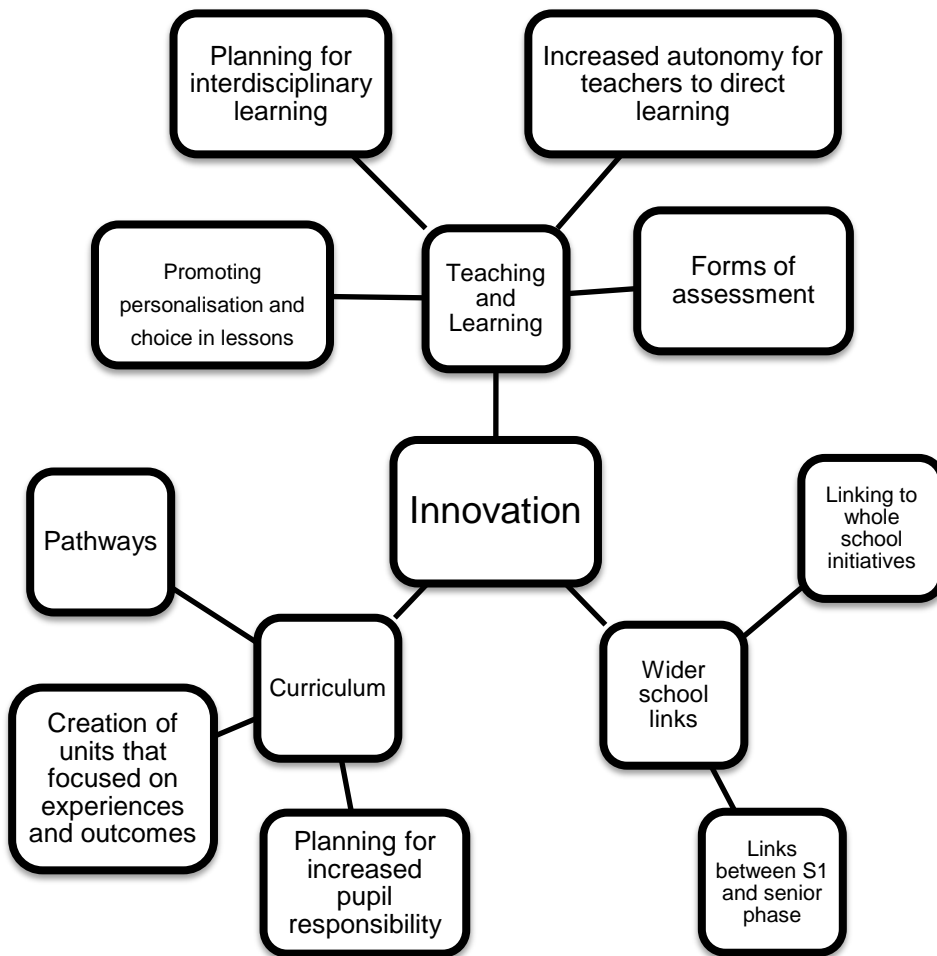 Planning for
interdisciplinary
learning
Increased autonomy for
teachers to direct
learning
Promoting
personalisation and
choice in lessons
Teaching
and
Learning
Forms of
assessment
Innovation
Pathways
Linking to
whole
school
initiatives
Curriculum
Wider
school
links
Creation of
units that
focused on
experiences
and outcomes
Planning for
increased
pupil
responsibility
Links
between S1
and senior
phase